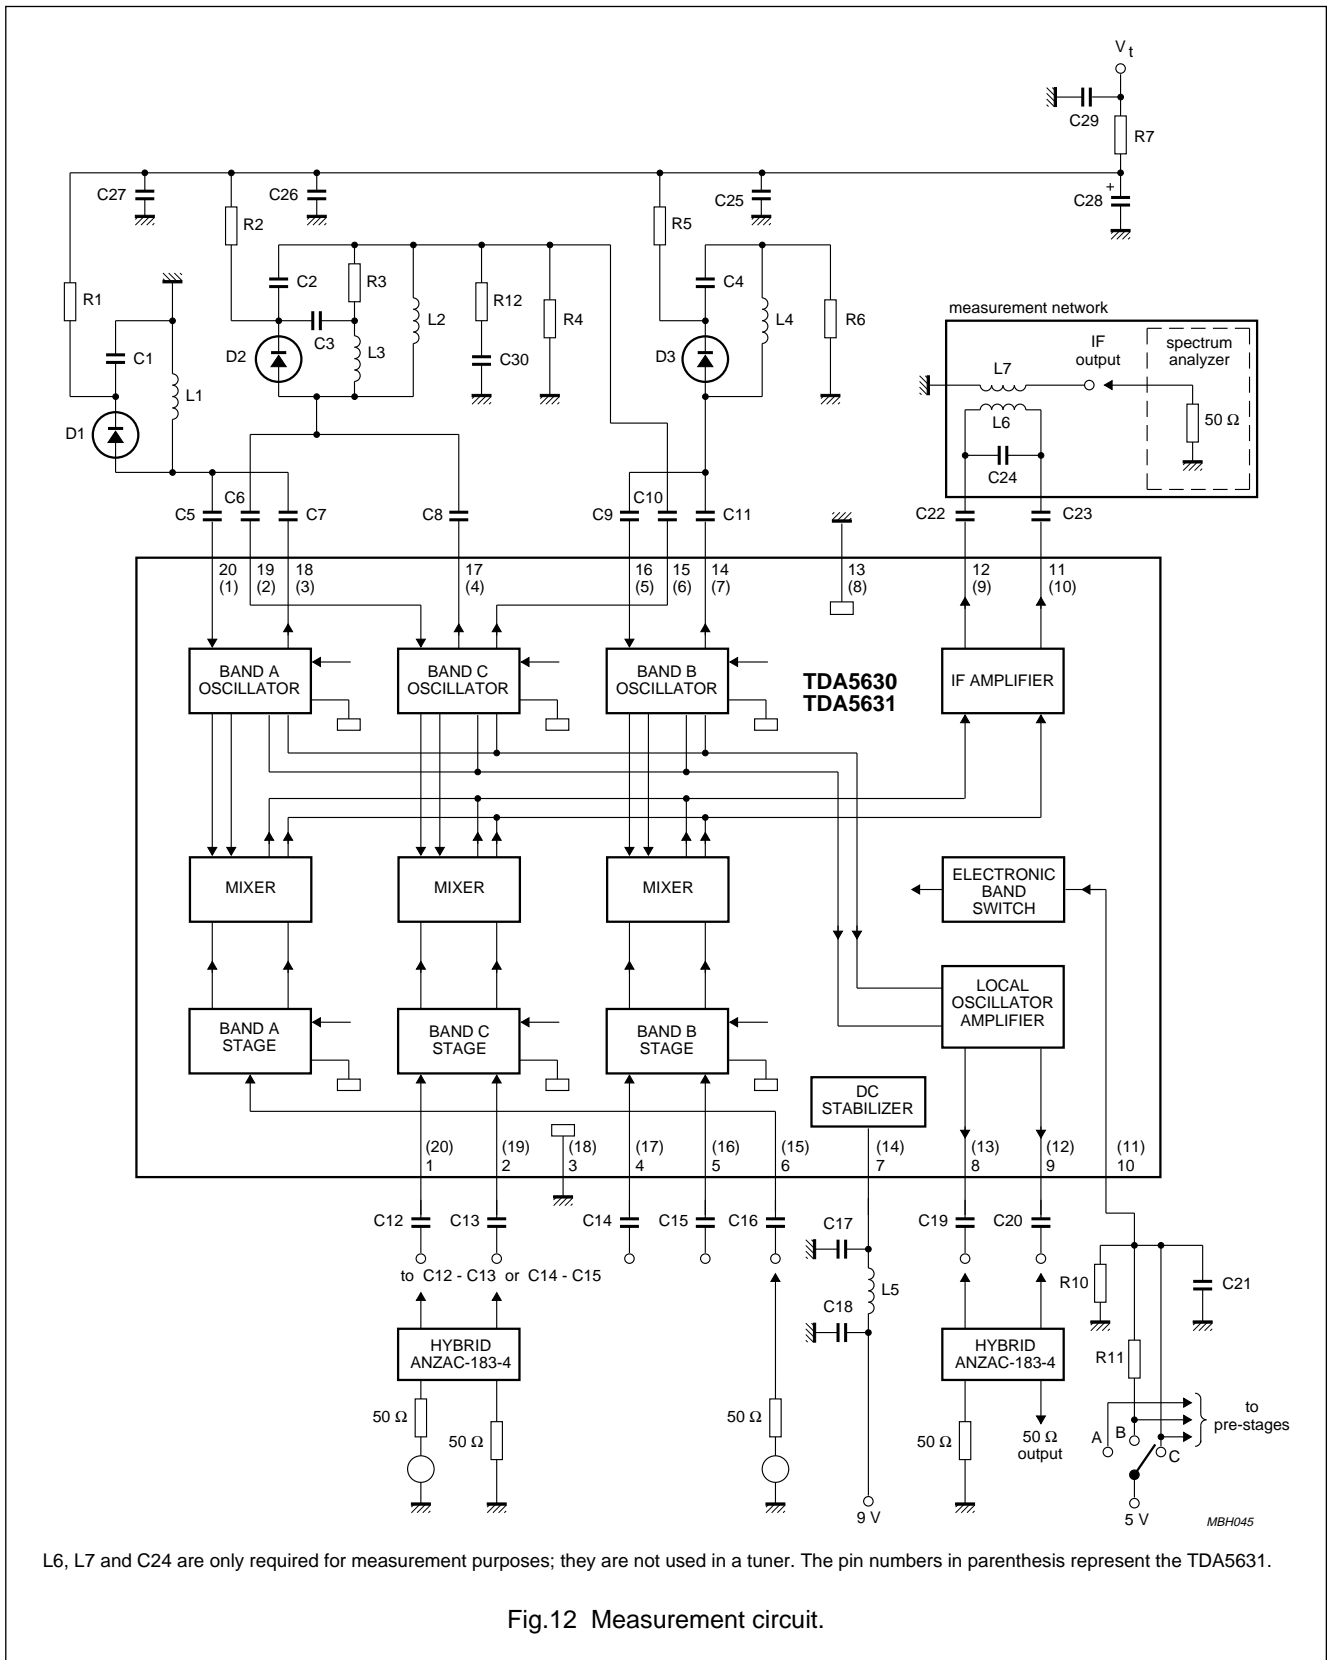 V t
C29
R7
C27
C26
C25
+
C28
R2
R5
R1
C2
R3
L2
R12
R4
C4
L4
R6
C1
L1
D2
C3
L3
C30
D3
D1
measurement network
IF
output
spectrum
analyzer
L7
L6
50 Ω
C24
C5
C6
C7
C8
C9
C10
C11
C22
C23
20
(1)
19
(2)
18
(3)
17
(4)
16
(5)
15
(6)
14
(7)
13
(8)
12
(9)
11
(10)
BAND A
OSCILLATOR
BAND C
OSCILLATOR
BAND B
OSCILLATOR
TDA5630
TDA5631
IF AMPLIFIER
MIXER
MIXER
MIXER
ELECTRONIC
BAND
SWITCH
BAND A
STAGE
BAND C
STAGE
BAND B
STAGE
LOCAL
OSCILLATOR
AMPLIFIER
DC
STABILIZER
(20)
1
(19)
2
(18)
3
(17)
4
(16)
5
(15)
6
(14)
7
(13)
8
(12)
9
(11)
10
C12
C13
C14
C15
C16
C17
C19
C20
to C12 - C13 or C14 - C15
L5
C18
R10
C21
HYBRID
ANZAC-183-4
HYBRID
ANZAC-183-4
R11
50 Ω
50 Ω
50 Ω
50 Ω
50 Ω
output
A
B
C
to
pre-stages
9 V
5 V
MBH045
L6, L7 and C24 are only required for measurement purposes; they are not used in a tuner. The pin numbers in parenthesis represent the TDA5631.
Fig.12 Measurement circuit.